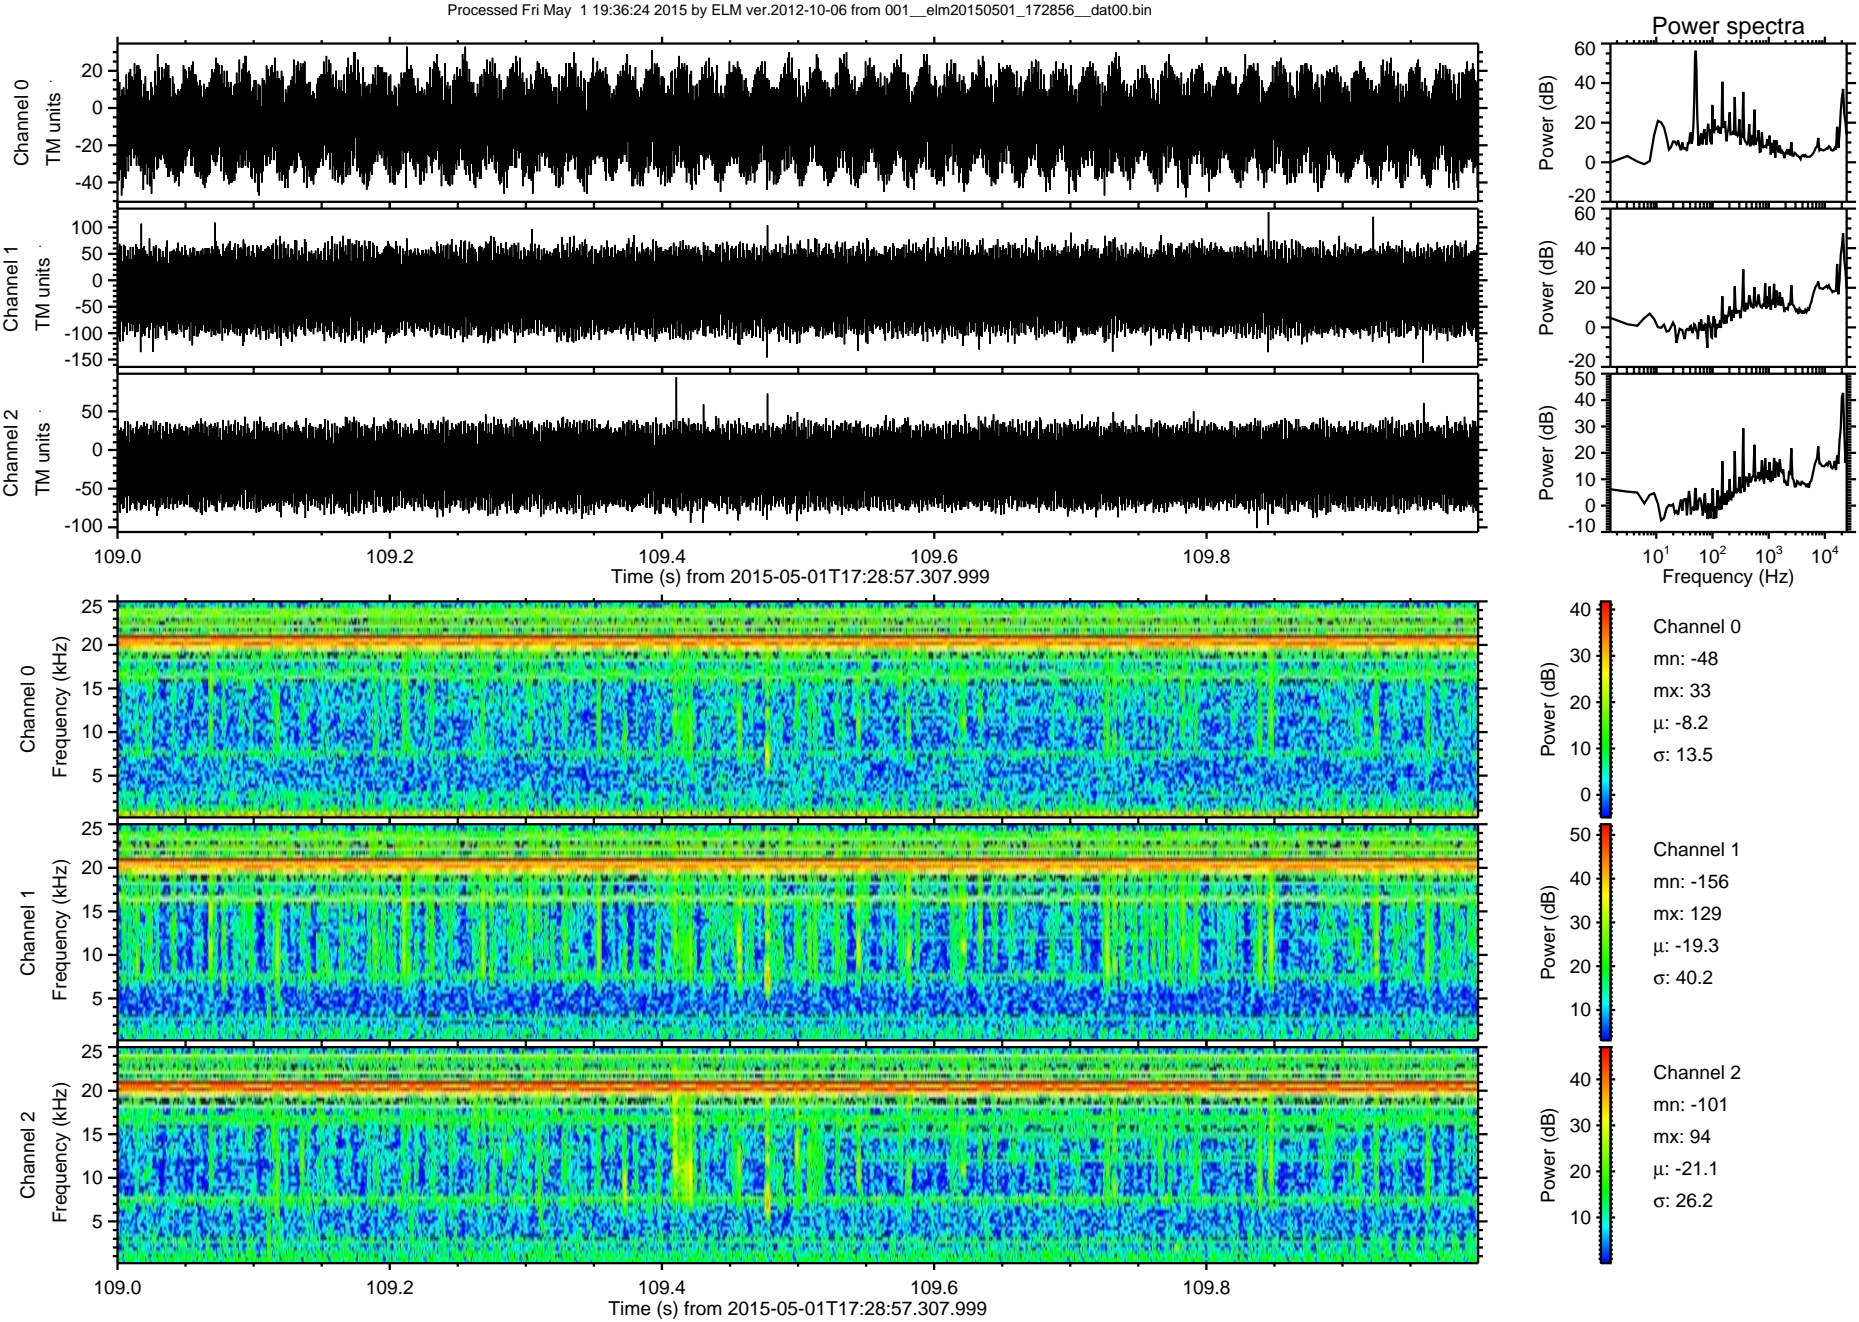 Processed Fri May  1 19:36:24 2015 by ELM ver.2012-10-06 from 001__elm20150501_172856__dat00.bin
Power spectra
Channel 0
TM units
20
0
-20
-40
Power (dB)
60
40
20
0
-20
Channel 1
TM units
100
50
0
-50
-100
-150
Power (dB)
60
40
20
0
-20
Channel 2
TM units
50
0
-50
-100
Power (dB)
50
40
30
20
10
0
-10
109.0 109.2 109.4 109.6 109.8
Time (s) from 2015-05-01T17:28:57.307.999
10^1 10^2 10^3 10^4
Frequency (Hz)
Channel 0
Frequency (kHz)
25
20
15
10
5
Power (dB)
40
30
20
10
0
Channel 0
mn: -48
mx: 33
μ: -8.2
σ: 13.5
Channel 1
Frequency (kHz)
25
20
15
10
5
Power (dB)
50
40
30
20
10
Channel 1
mn: -156
mx: 129
μ: -19.3
σ: 40.2
Channel 2
Frequency (kHz)
25
20
15
10
5
Power (dB)
40
30
20
10
Channel 2
mn: -101
mx: 94
μ: -21.1
σ: 26.2
109.0 109.2 109.4 109.6 109.8
Time (s) from 2015-05-01T17:28:57.307.999